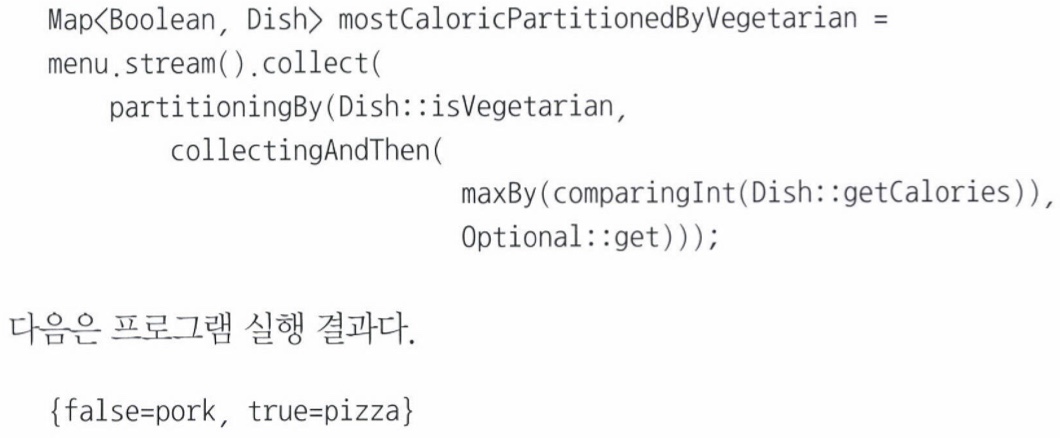 Map<Boolean, Dish> mostCaloricPartitionedByVegetarian =
menu.stream().collect(
partitioningBy(Dish::isVegetarian,
collectingAndThen(
maxBy(comparingInt(Dish::getCalories)),
Optional::get)));
다음은 프로그램 실행 결과다.
{false=pork, true=pizza}